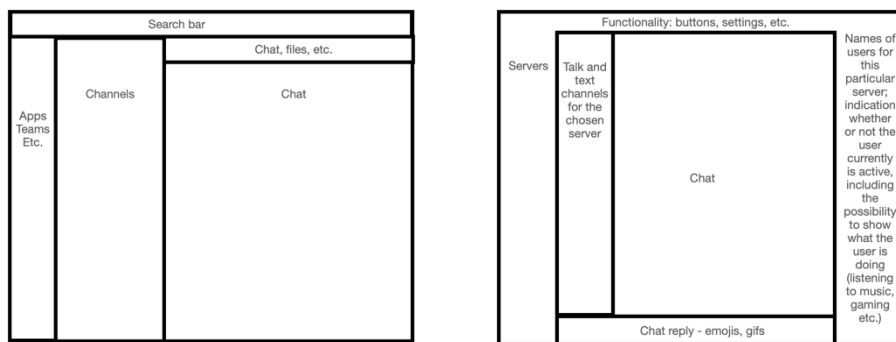 Search bar
Chat, files, etc.
Apps
Teams
Etc.
Channels
Chat
Functionality: buttons, settings, etc.
Servers
Talk and
text
channels
for the
chosen
server
Chat
Chat reply - emojis, gifs
Names of
users for
this
particular
server;
indication
whether
or not the
user
currently
is active,
including
the
possibility
to show
what the
user is
doing
(listening
to music,
gaming
etc.)